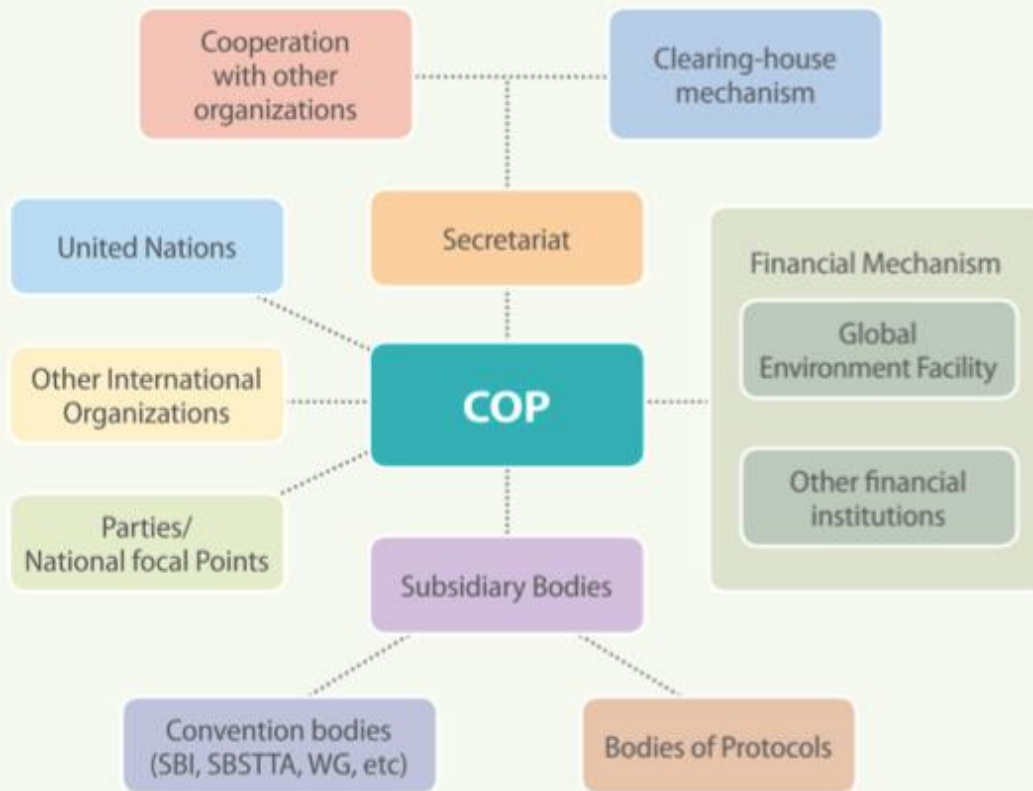 Cooperation
with other
organizations
Clearing-house
mechanism
United Nations
Secretariat
Financial Mechanism
Global
Environment Facility
Other International
Organizations
COP
Other financial
institutions
Parties/
National focal Points
Subsidiary Bodies
Convention bodies
(SBI, SBSTTA, WG, etc)
Bodies of Protocols